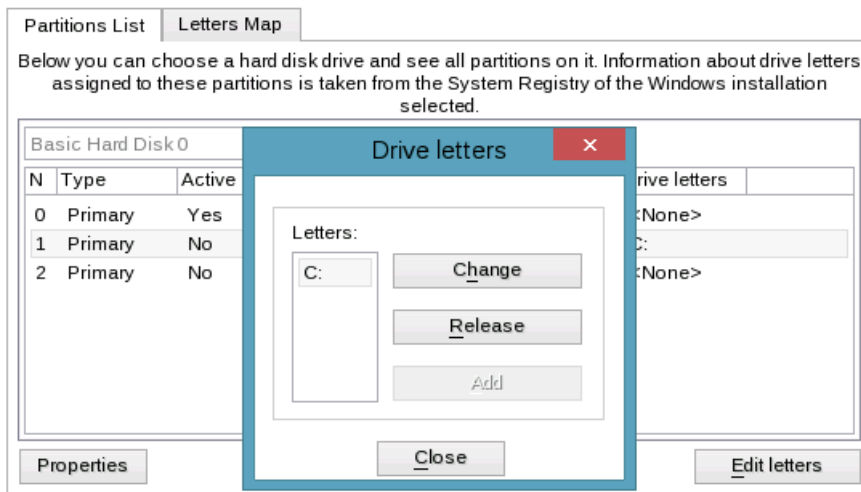 Partitions List Letters Map
Below you can choose a hard disk drive and see all partitions on it. Information about drive letters
assigned to these partitions is taken from the System Registry of the Windows installation
selected.
Basic Hard Disk 0
Drive letters
N Type Active rive letters
0 Primary Yes <None>
1 Primary No C:
2 Primary No <None>
Letters:
C:
Change
Release
Add
Close
Properties
Edit letters